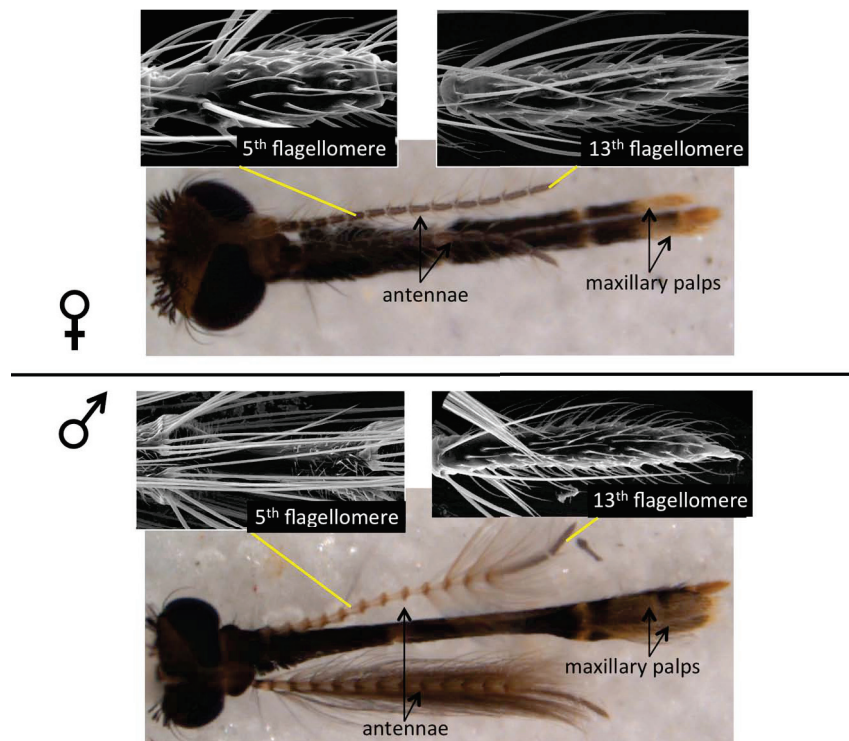 5th flagellomere
13th flagellomere
antennae
maxillary palps
♀
♂
5th flagellomere
13th flagellomere
maxillary palps
antennae